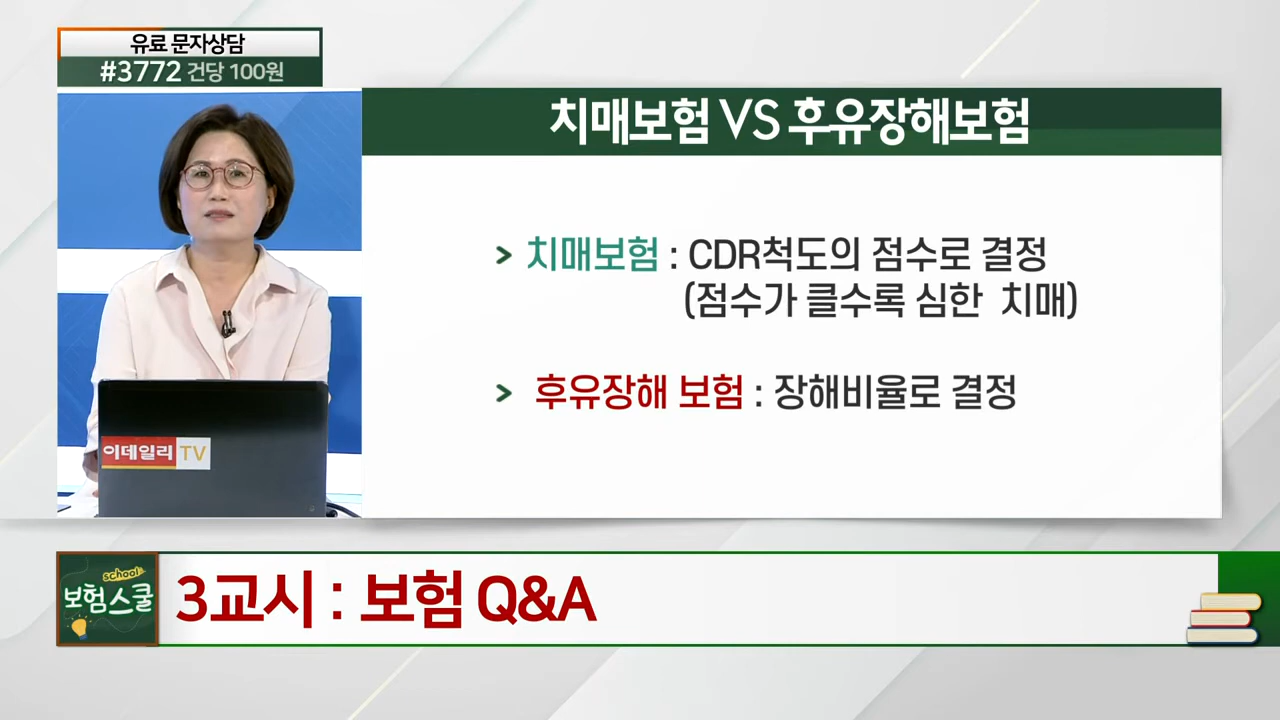 유료 문자상담
#3772 건당 100원
치매보험 VS 후유장해보험
> 치매보험 : CDR척도의 점수로 결정
(점수가 클수록 심한 치매)
> 후유장해 보험 : 장해비율로 결정
이데일리 TV
school
보험스쿨
3교시 : 보험 Q&A